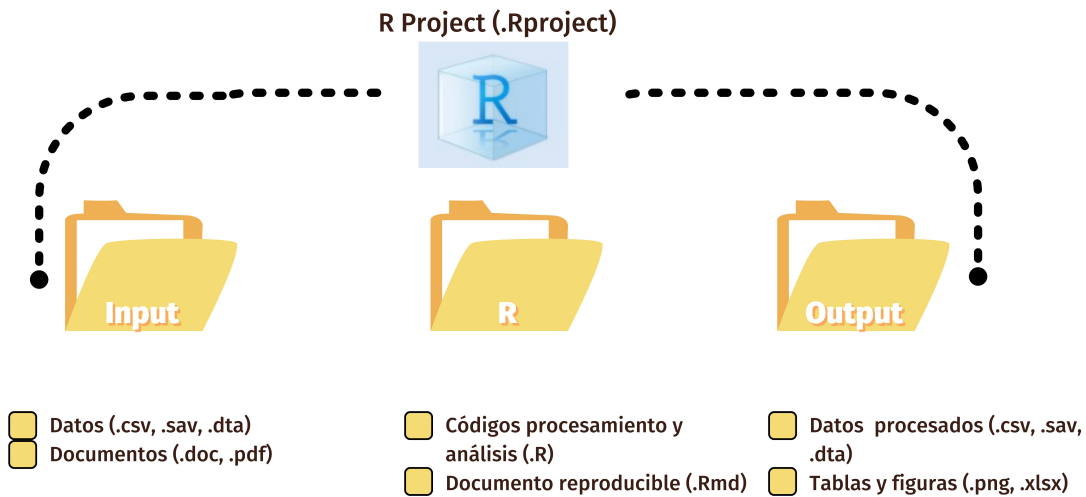 R Project (.Rproject)
R
Input
R
Output
Datos (.csv, .sav, .dta)
Documentos (.doc, .pdf)
Códigos procesamiento y
análisis (.R)
Documento reproducible (.Rmd)
Datos procesados (.csv, .sav,
.dta)
Tablas y figuras (.png, .xlsx)